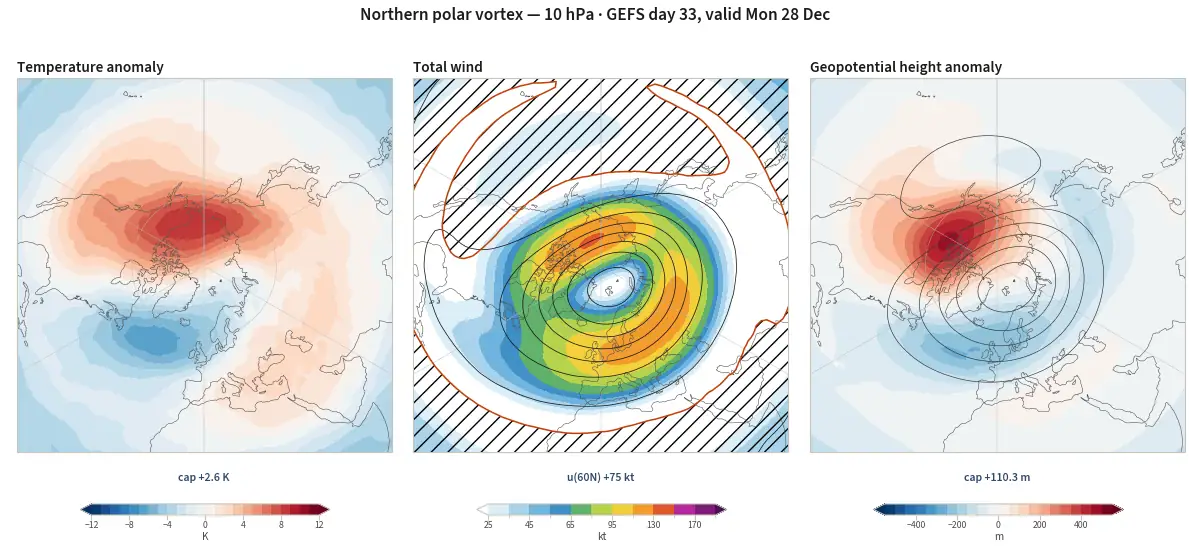 Northern polar vortex — 10 hPa · GEFS day 33, valid Mon 28 Dec
Temperature anomaly
Total wind
Geopotential height anomaly
cap +2.6 K
u(60N) +75 kt
cap +110.3 m
−12 −8 −4 0 4 8 12
K
25 45 65 95 130 170
kt
−400 −200 0 200 400
m